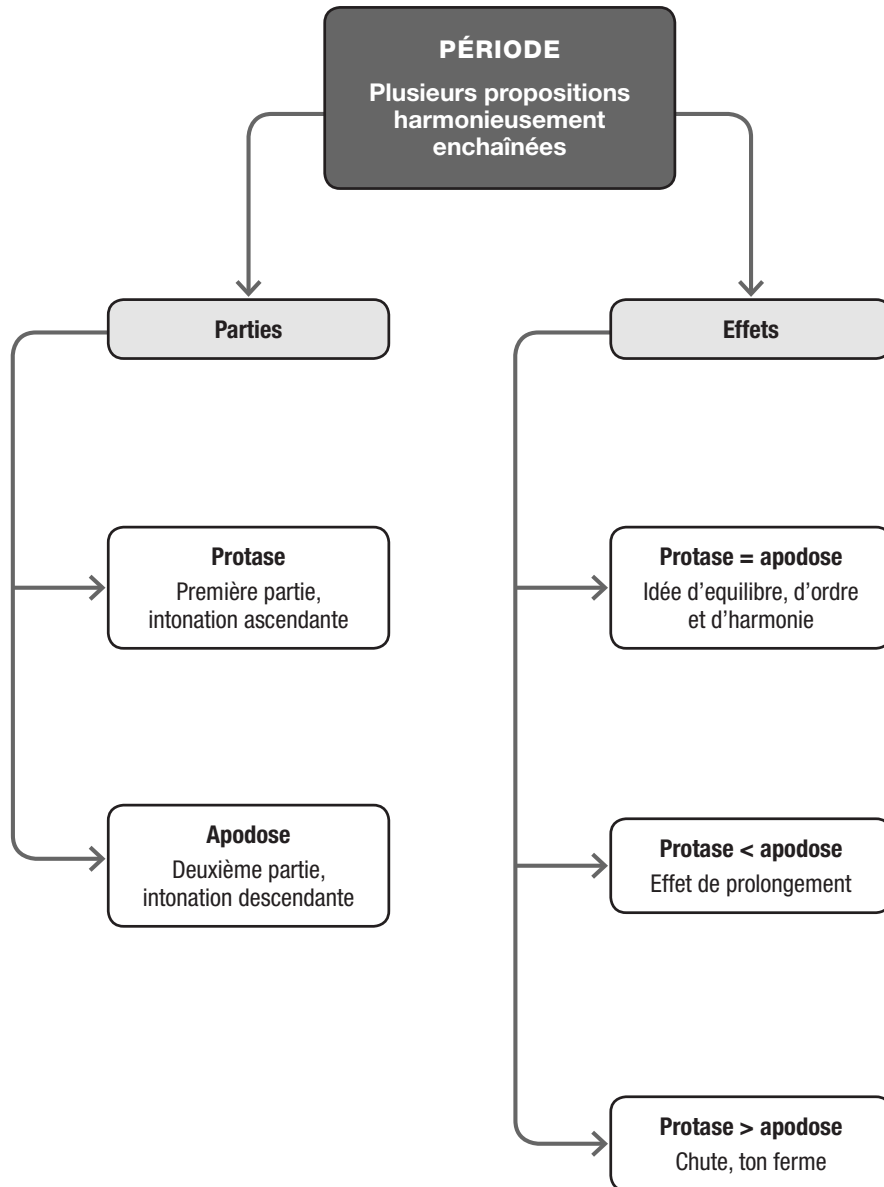 PÉRIODE
Plusieurs propositions
harmonieusement
enchaînées
Parties
Effets
Protase
Première partie,
intonation ascendante
Protase = apodose
Idée d'equilibre, d'ordre
et d'harmonie
Apodose
Deuxième partie,
intonation descendante
Protase < apodose
Effet de prolongement
Protase > apodose
Chute, ton ferme